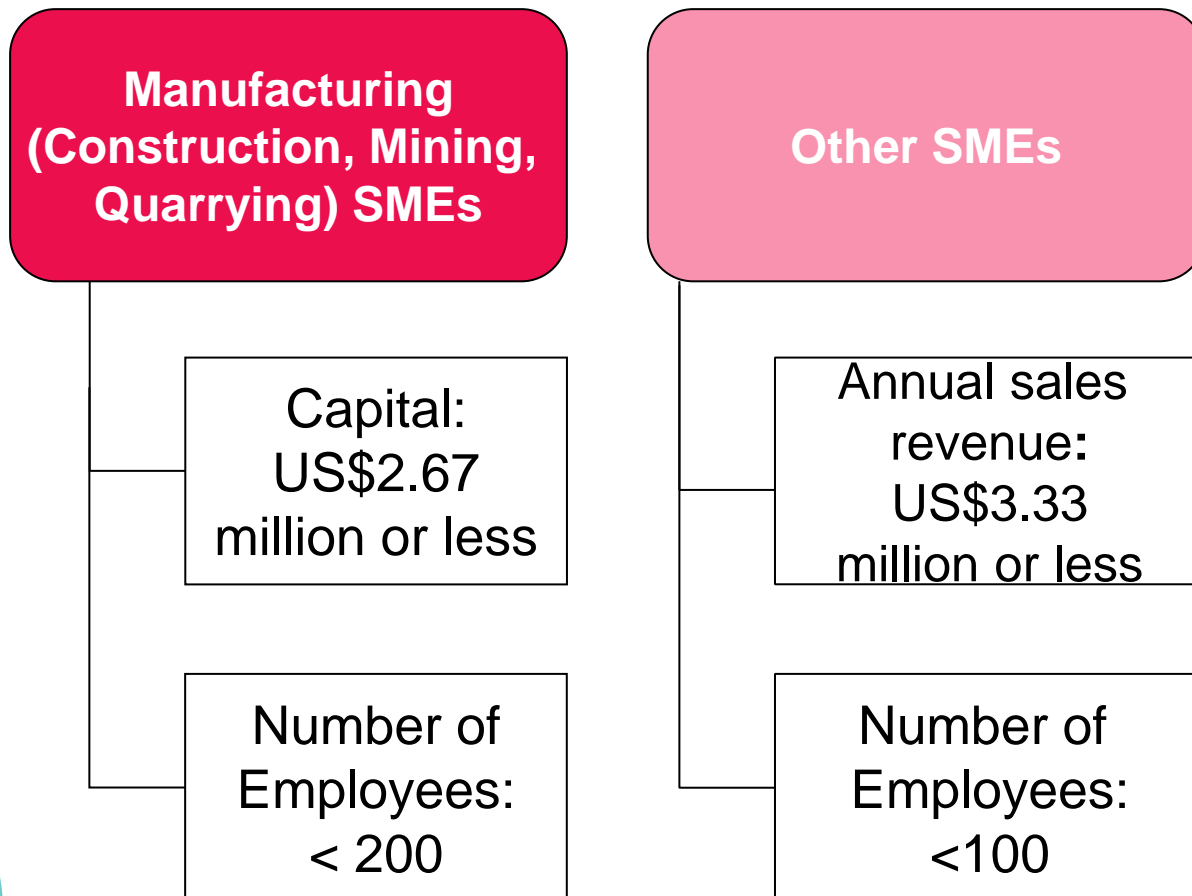 Manufacturing
(Construction, Mining,
Quarrying) SMEs
Capital:
US$2.67
million or less
Number of
Employees:
< 200
Other SMEs
Annual sales
revenue:
US$3.33
million or less
Number of
Employees:
<100